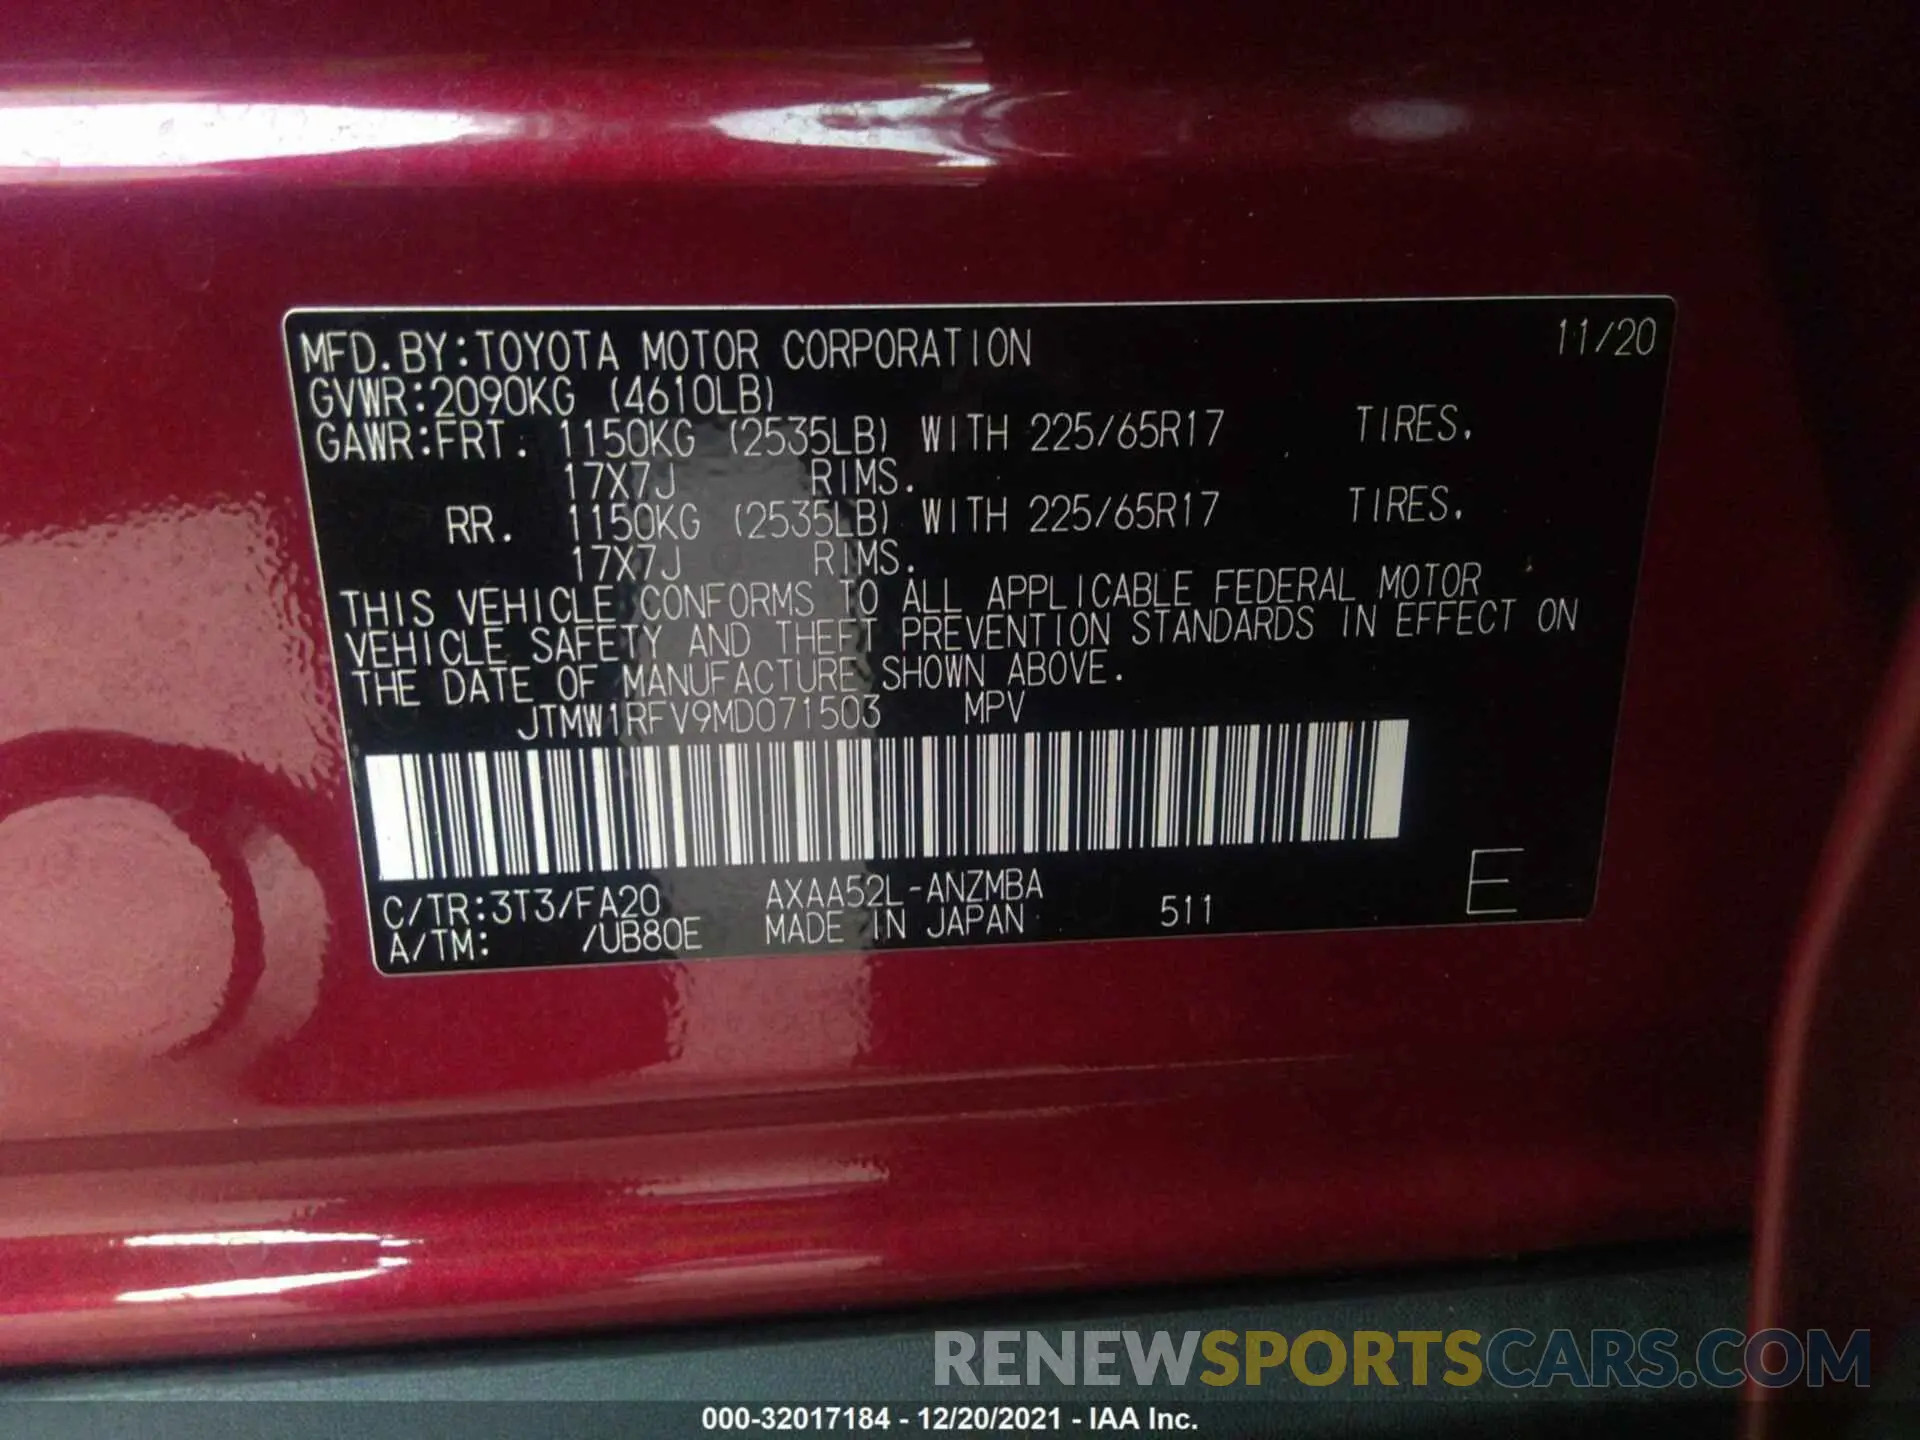 MFD.BY:TOYOTA MOTOR CORPORATION 11/20
GVWR:2090KG (4610LB)
GAWR:FRT. 1150KG (2535LB) WITH 225/65R17 TIRES.
17X7J RIMS.
RR. 1150KG (2535LB) WITH 225/65R17 TIRES.
17X7J RIMS.
THIS VEHICLE CONFORMS TO ALL APPLICABLE FEDERAL MOTOR
VEHICLE SAFETY AND THEFT PREVENTION STANDARDS IN EFFECT ON
THE DATE OF MANUFACTURE SHOWN ABOVE.
JTMW1RFV9MD071503 MPV
C/TR:3T3/FA20 AXAA52L-ANZMBA
A/TM: /UB80E MADE IN JAPAN 511 E
RENEWSPORTSCARS.COM
000-32017184 - 12/20/2021 - IAA Inc.